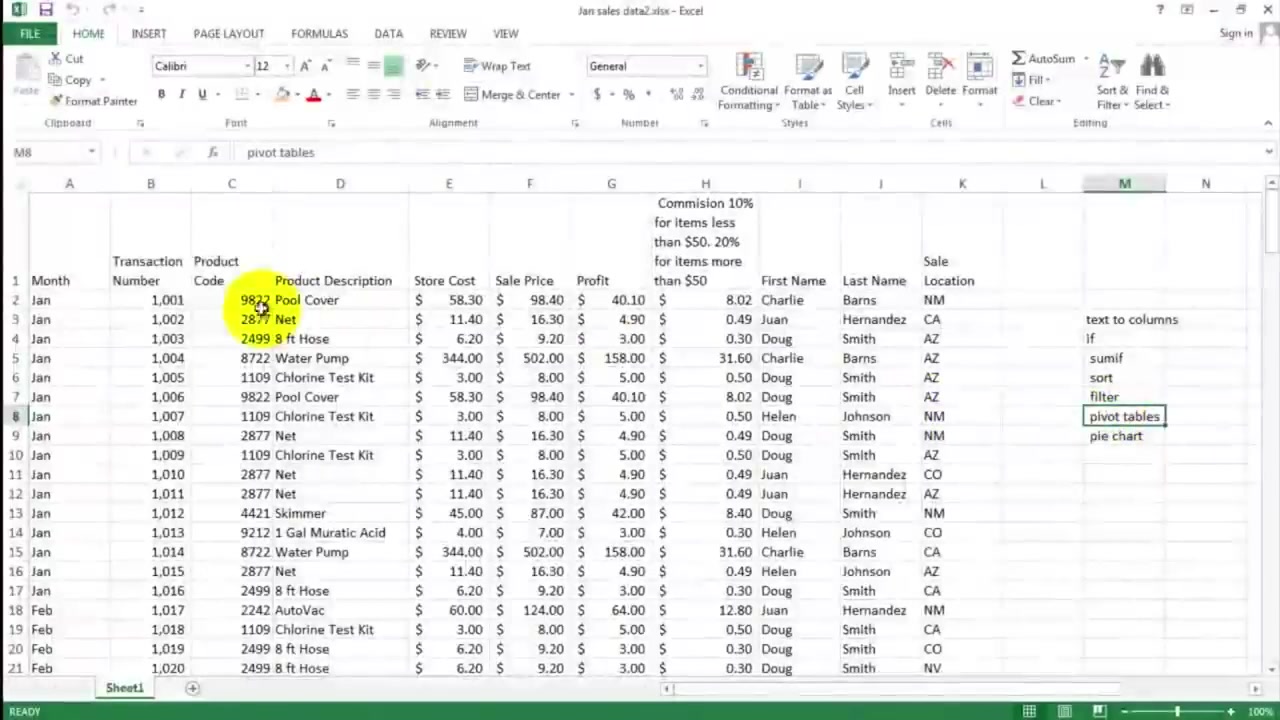 Jan sales data2.xlsx - Excel
FILE HOME INSERT PAGE LAYOUT FORMULAS DATA REVIEW VIEW Sign in
Cut
Copy
Paste
Format Painter
Clipboard
Calibri 12
B I U
Font
Wrap Text
Merge & Center
Alignment
General
$ % ,
Number
Conditional Formatting
Format as Table
Cell Styles
Styles
Insert Delete Format
Cells
AutoSum
Fill
Clear
Sort & Filter
Find & Select
Editing
M8 fx pivot tables
A B C D E F G H I J K L M N
1 Month Transaction Number Product Code Product Description Store Cost Sale Price Profit Commision 10% for items less than $50. 20% for items more than $50 First Name Last Name Sale Location
2 Jan 1,001 9822 Pool Cover $ 58.30 $ 98.40 $ 40.10 $ 8.02 Charlie Barns NM
3 Jan 1,002 2877 Net $ 11.40 $ 16.30 $ 4.90 $ 0.49 Juan Hernandez CA text to columns
4 Jan 1,003 2499 8 ft Hose $ 6.20 $ 9.20 $ 3.00 $ 0.30 Doug Smith AZ if
5 Jan 1,004 8722 Water Pump $ 344.00 $ 502.00 $ 158.00 $ 31.60 Charlie Barns AZ sumif
6 Jan 1,005 1109 Chlorine Test Kit $ 3.00 $ 8.00 $ 5.00 $ 0.50 Doug Smith AZ sort
7 Jan 1,006 9822 Pool Cover $ 58.30 $ 98.40 $ 40.10 $ 8.02 Doug Smith AZ filter
8 Jan 1,007 1109 Chlorine Test Kit $ 3.00 $ 8.00 $ 5.00 $ 0.50 Helen Johnson NM pivot tables
9 Jan 1,008 2877 Net $ 11.40 $ 16.30 $ 4.90 $ 0.49 Doug Smith NM pie chart
10 Jan 1,009 1109 Chlorine Test Kit $ 3.00 $ 8.00 $ 5.00 $ 0.50 Doug Smith AZ
11 Jan 1,010 2877 Net $ 11.40 $ 16.30 $ 4.90 $ 0.49 Juan Hernandez CO
12 Jan 1,011 2877 Net $ 11.40 $ 16.30 $ 4.90 $ 0.49 Juan Hernandez AZ
13 Jan 1,012 4421 Skimmer $ 45.00 $ 87.00 $ 42.00 $ 8.40 Doug Smith NM
14 Jan 1,013 9212 1 Gal Muratic Acid $ 4.00 $ 7.00 $ 3.00 $ 0.30 Helen Johnson CO
15 Jan 1,014 8722 Water Pump $ 344.00 $ 502.00 $ 158.00 $ 31.60 Charlie Barns CA
16 Jan 1,015 2877 Net $ 11.40 $ 16.30 $ 4.90 $ 0.49 Helen Johnson AZ
17 Jan 1,016 2499 8 ft Hose $ 6.20 $ 9.20 $ 3.00 $ 0.30 Doug Smith CA
18 Feb 1,017 2242 AutoVac $ 60.00 $ 124.00 $ 64.00 $ 12.80 Juan Hernandez NM
19 Feb 1,018 1109 Chlorine Test Kit $ 3.00 $ 8.00 $ 5.00 $ 0.50 Doug Smith CA
20 Feb 1,019 2499 8 ft Hose $ 6.20 $ 9.20 $ 3.00 $ 0.30 Doug Smith CO
21 Feb 1,020 2499 8 ft Hose $ 6.20 $ 9.20 $ 3.00 $ 0.30 Doug Smith NV
Sheet1
READY 100%